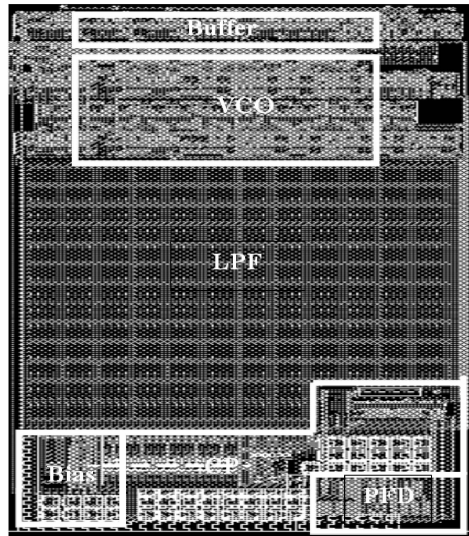 Buffer
VCO
LPF
Bias
CP
PFD